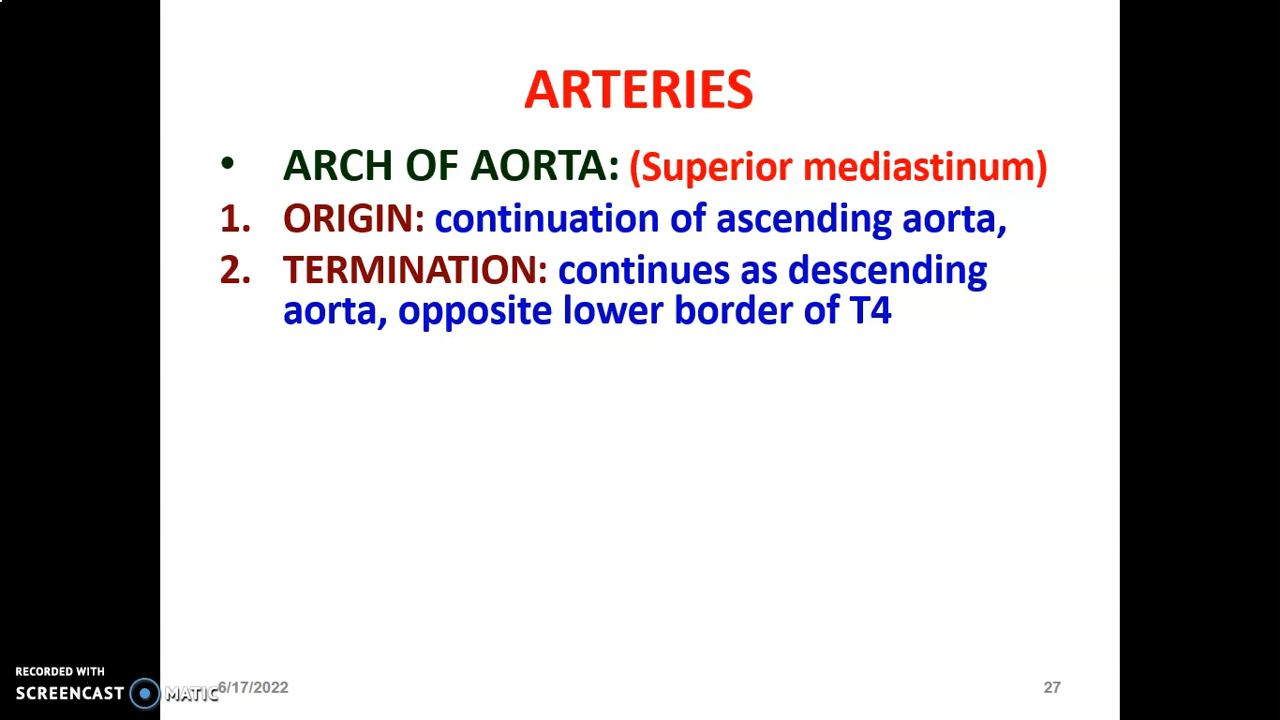 ARTERIES
• ARCH OF AORTA: (Superior mediastinum)
1. ORIGIN: continuation of ascending aorta,
2. TERMINATION: continues as descending
aorta, opposite lower border of T4
RECORDED WITH
SCREENCAST MATIC
6/17/2022
27